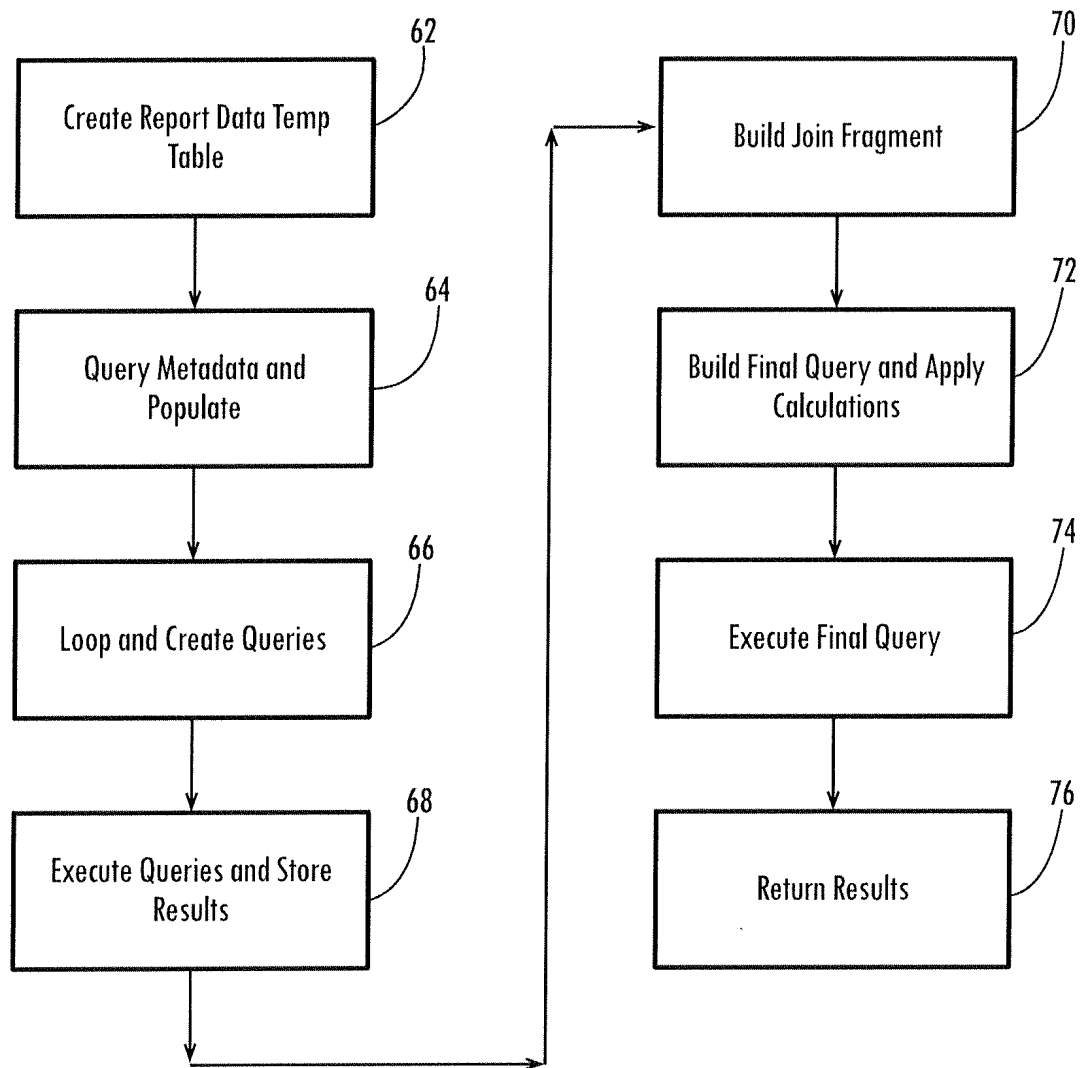 62
Create Report Data Temp
Table
64
Query Metadata and
Populate
66
Loop and Create Queries
68
Execute Queries and Store
Results
70
Build Join Fragment
72
Build Final Query and Apply
Calculations
74
Execute Final Query
76
Return Results